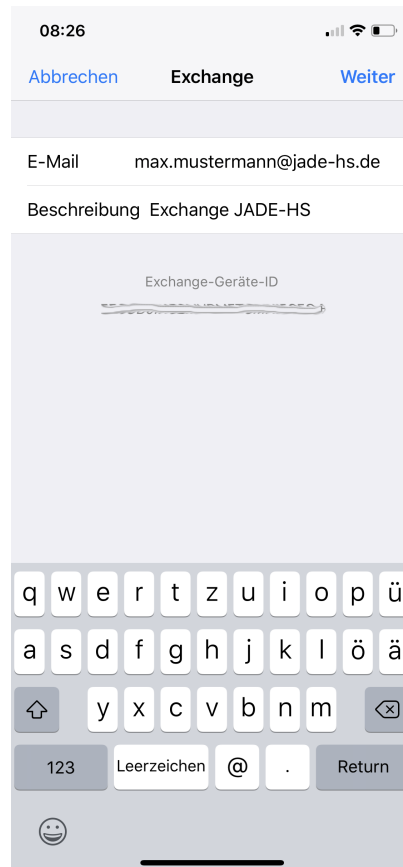 08:26
Abbrechen Exchange Weiter
E-Mail max.mustermann@jade-hs.de
Beschreibung Exchange JADE-HS
Exchange-Geräte-ID
q w e r t z u i o p ü
a s d f g h j k l ö ä
y x c v b n m
123 Leerzeichen @ . Return